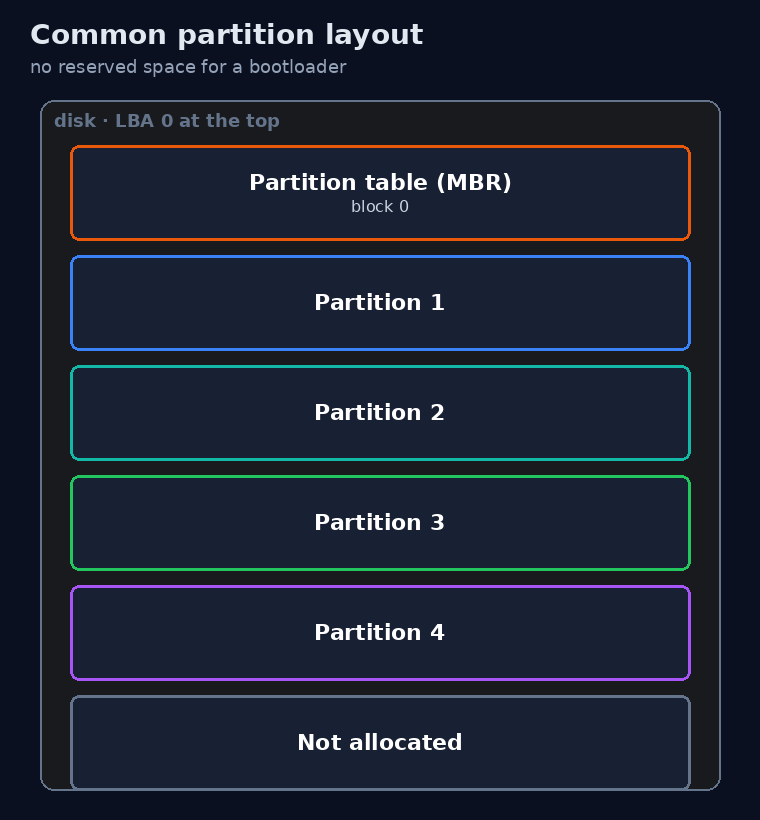 Common partition layout
no reserved space for a bootloader
disk · LBA 0 at the top
Partition table (MBR)
block 0
Partition 1
Partition 2
Partition 3
Partition 4
Not allocated